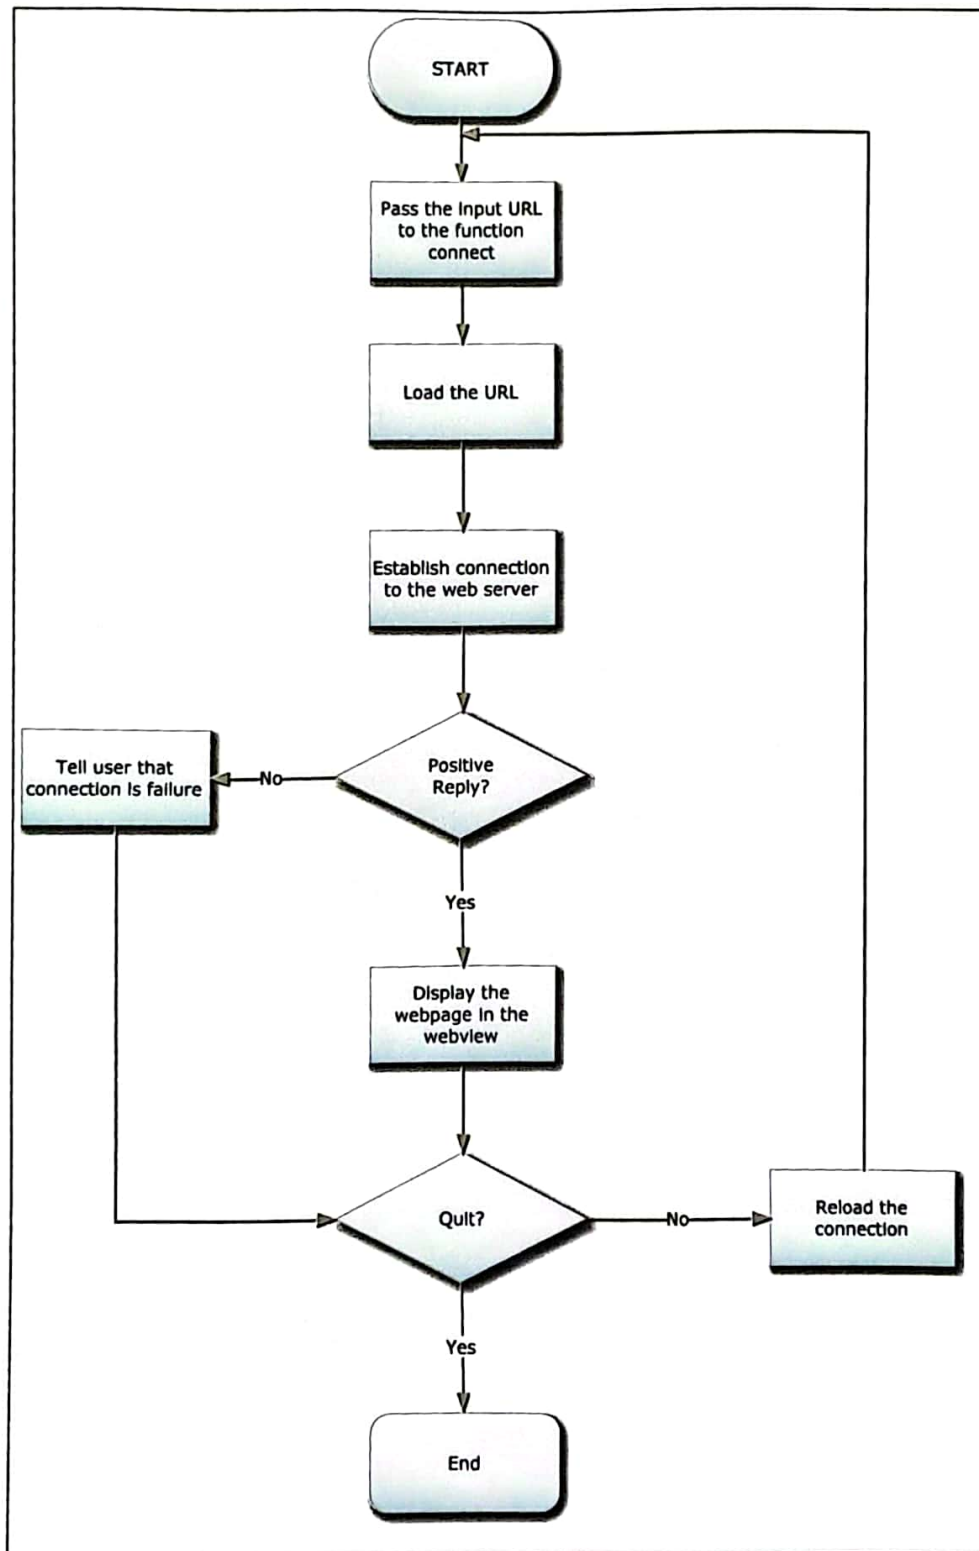 START
Pass the input URL
to the function
connect
Load the URL
Establish connection
to the web server
Positive
Reply?
No
Tell user that
connection is failure
Yes
Display the
webpage in the
webview
Quit?
No
Reload the
connection
Yes
End